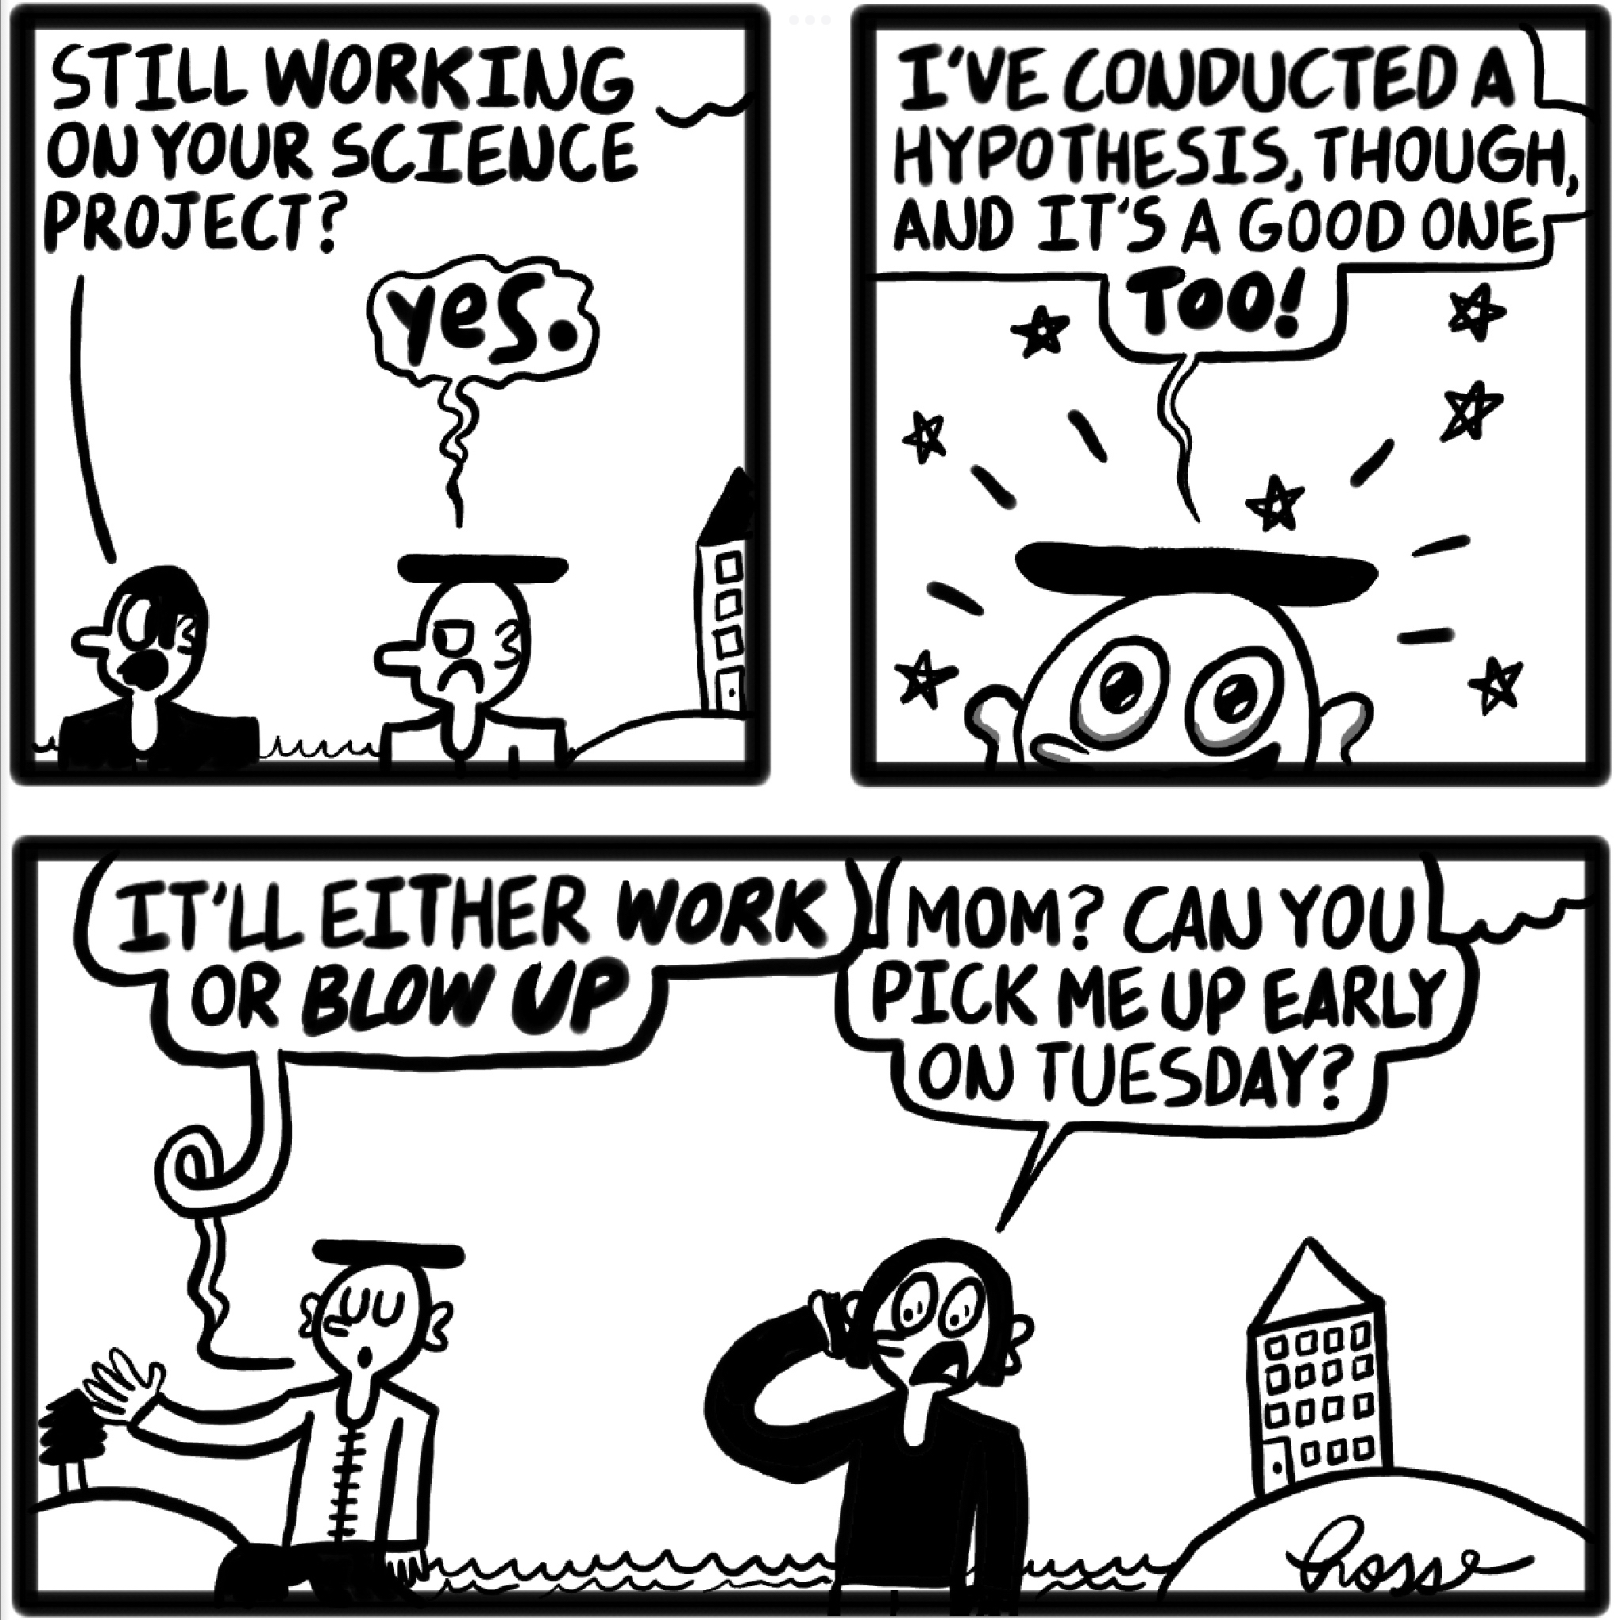 STILL WORKING
ON YOUR SCIENCE
PROJECT?
yes.
I'VE CONDUCTED A
HYPOTHESIS, THOUGH,
AND IT'S A GOOD ONE
TOO!
IT'LL EITHER WORK
OR BLOW UP
MOM? CAN YOU
PICK ME UP EARLY
ON TUESDAY?